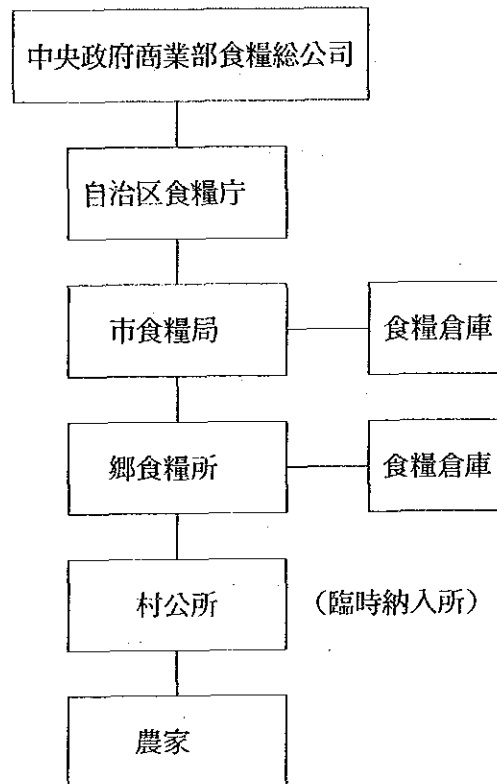 中央政府商業部食糧総公司
自治区食糧庁
市食糧局
食糧倉庫
郷食糧所
食糧倉庫
村公所
（臨時納入所）
農家